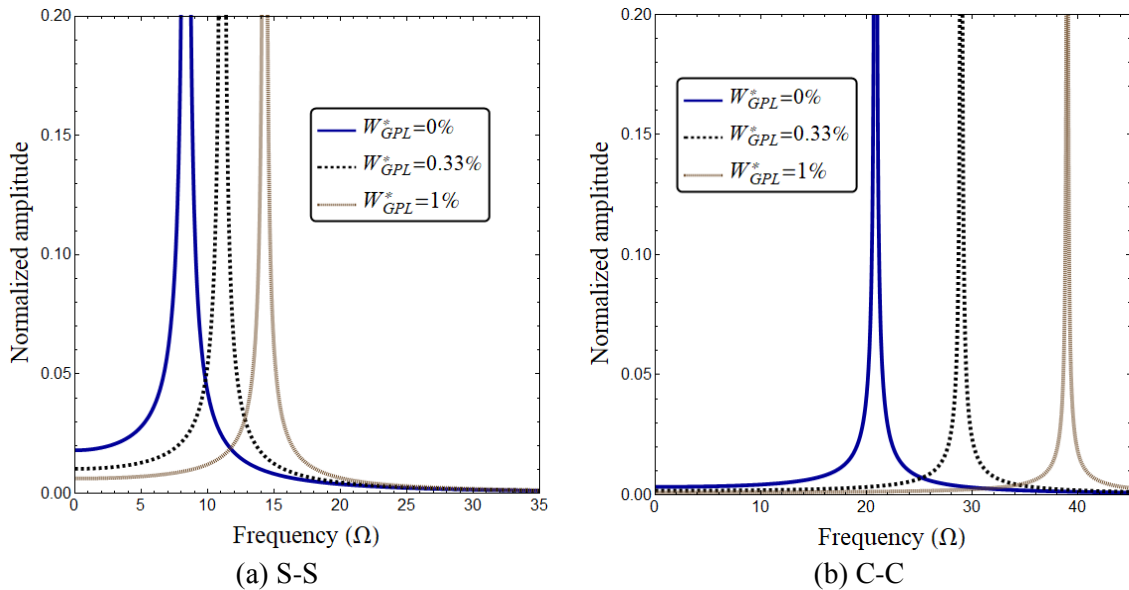 0.20
0.15
0.10
0.05
0.00
Normalized amplitude
W*GPL=0%
W*GPL=0.33%
W*GPL=1%
0 5 10 15 20 25 30 35
Frequency (Ω)
(a) S-S
0.20
0.15
0.10
0.05
0.00
Normalized amplitude
W*GPL=0%
W*GPL=0.33%
W*GPL=1%
0 10 20 30 40
Frequency (Ω)
(b) C-C